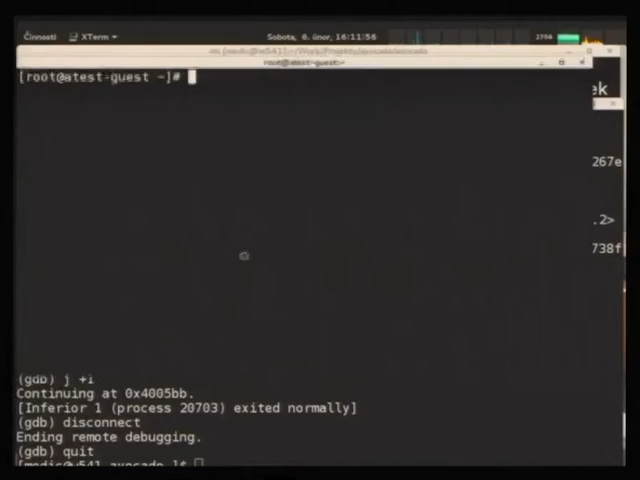 Činnosti XTerm Sobota, 6. únor, 16:11:56
[root@atest-guest ~]#
ek
267e
.2>
738f
(gdb) j +1
Continuing at 0x4005bb.
[Inferior 1 (process 20703) exited normally]
(gdb) disconnect
Ending remote debugging.
(gdb) quit